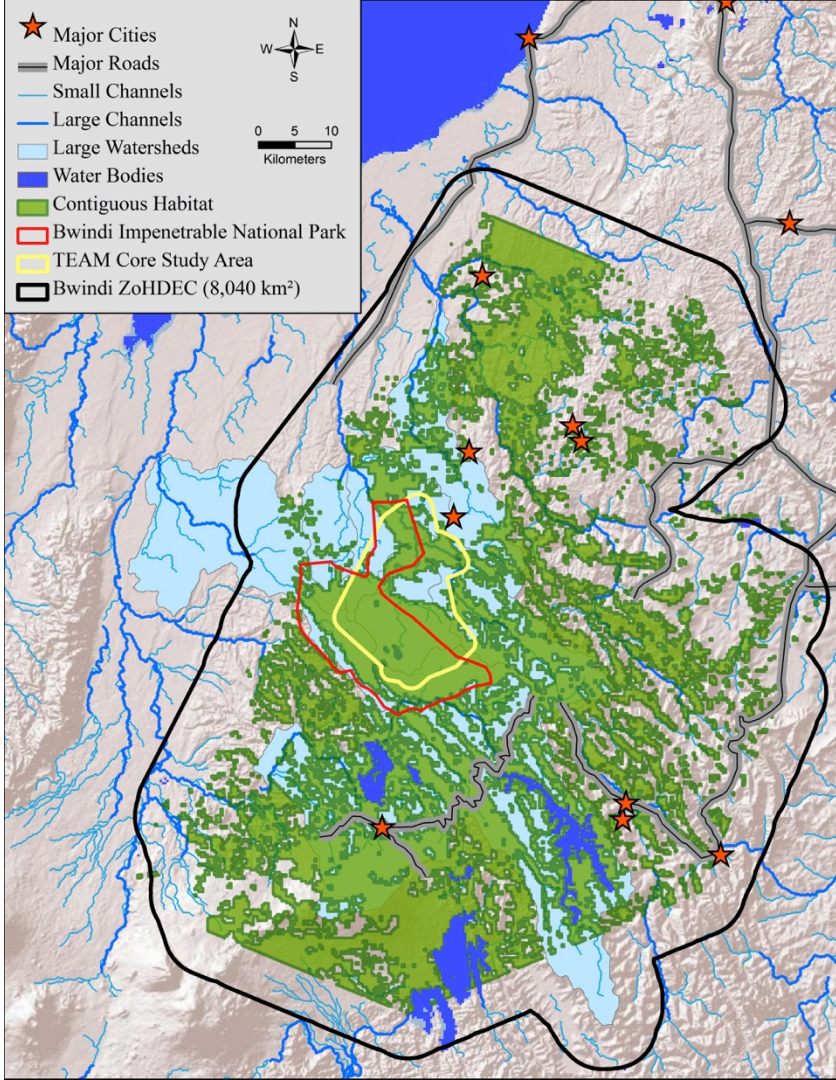 Major Cities
Major Roads
Small Channels
Large Channels
Large Watersheds
Water Bodies
Contiguous Habitat
Bwindi Impenetrable National Park
TEAM Core Study Area
Bwindi ZoHDEC (8,040 km²)
N
W E
S
0 5 10
Kilometers